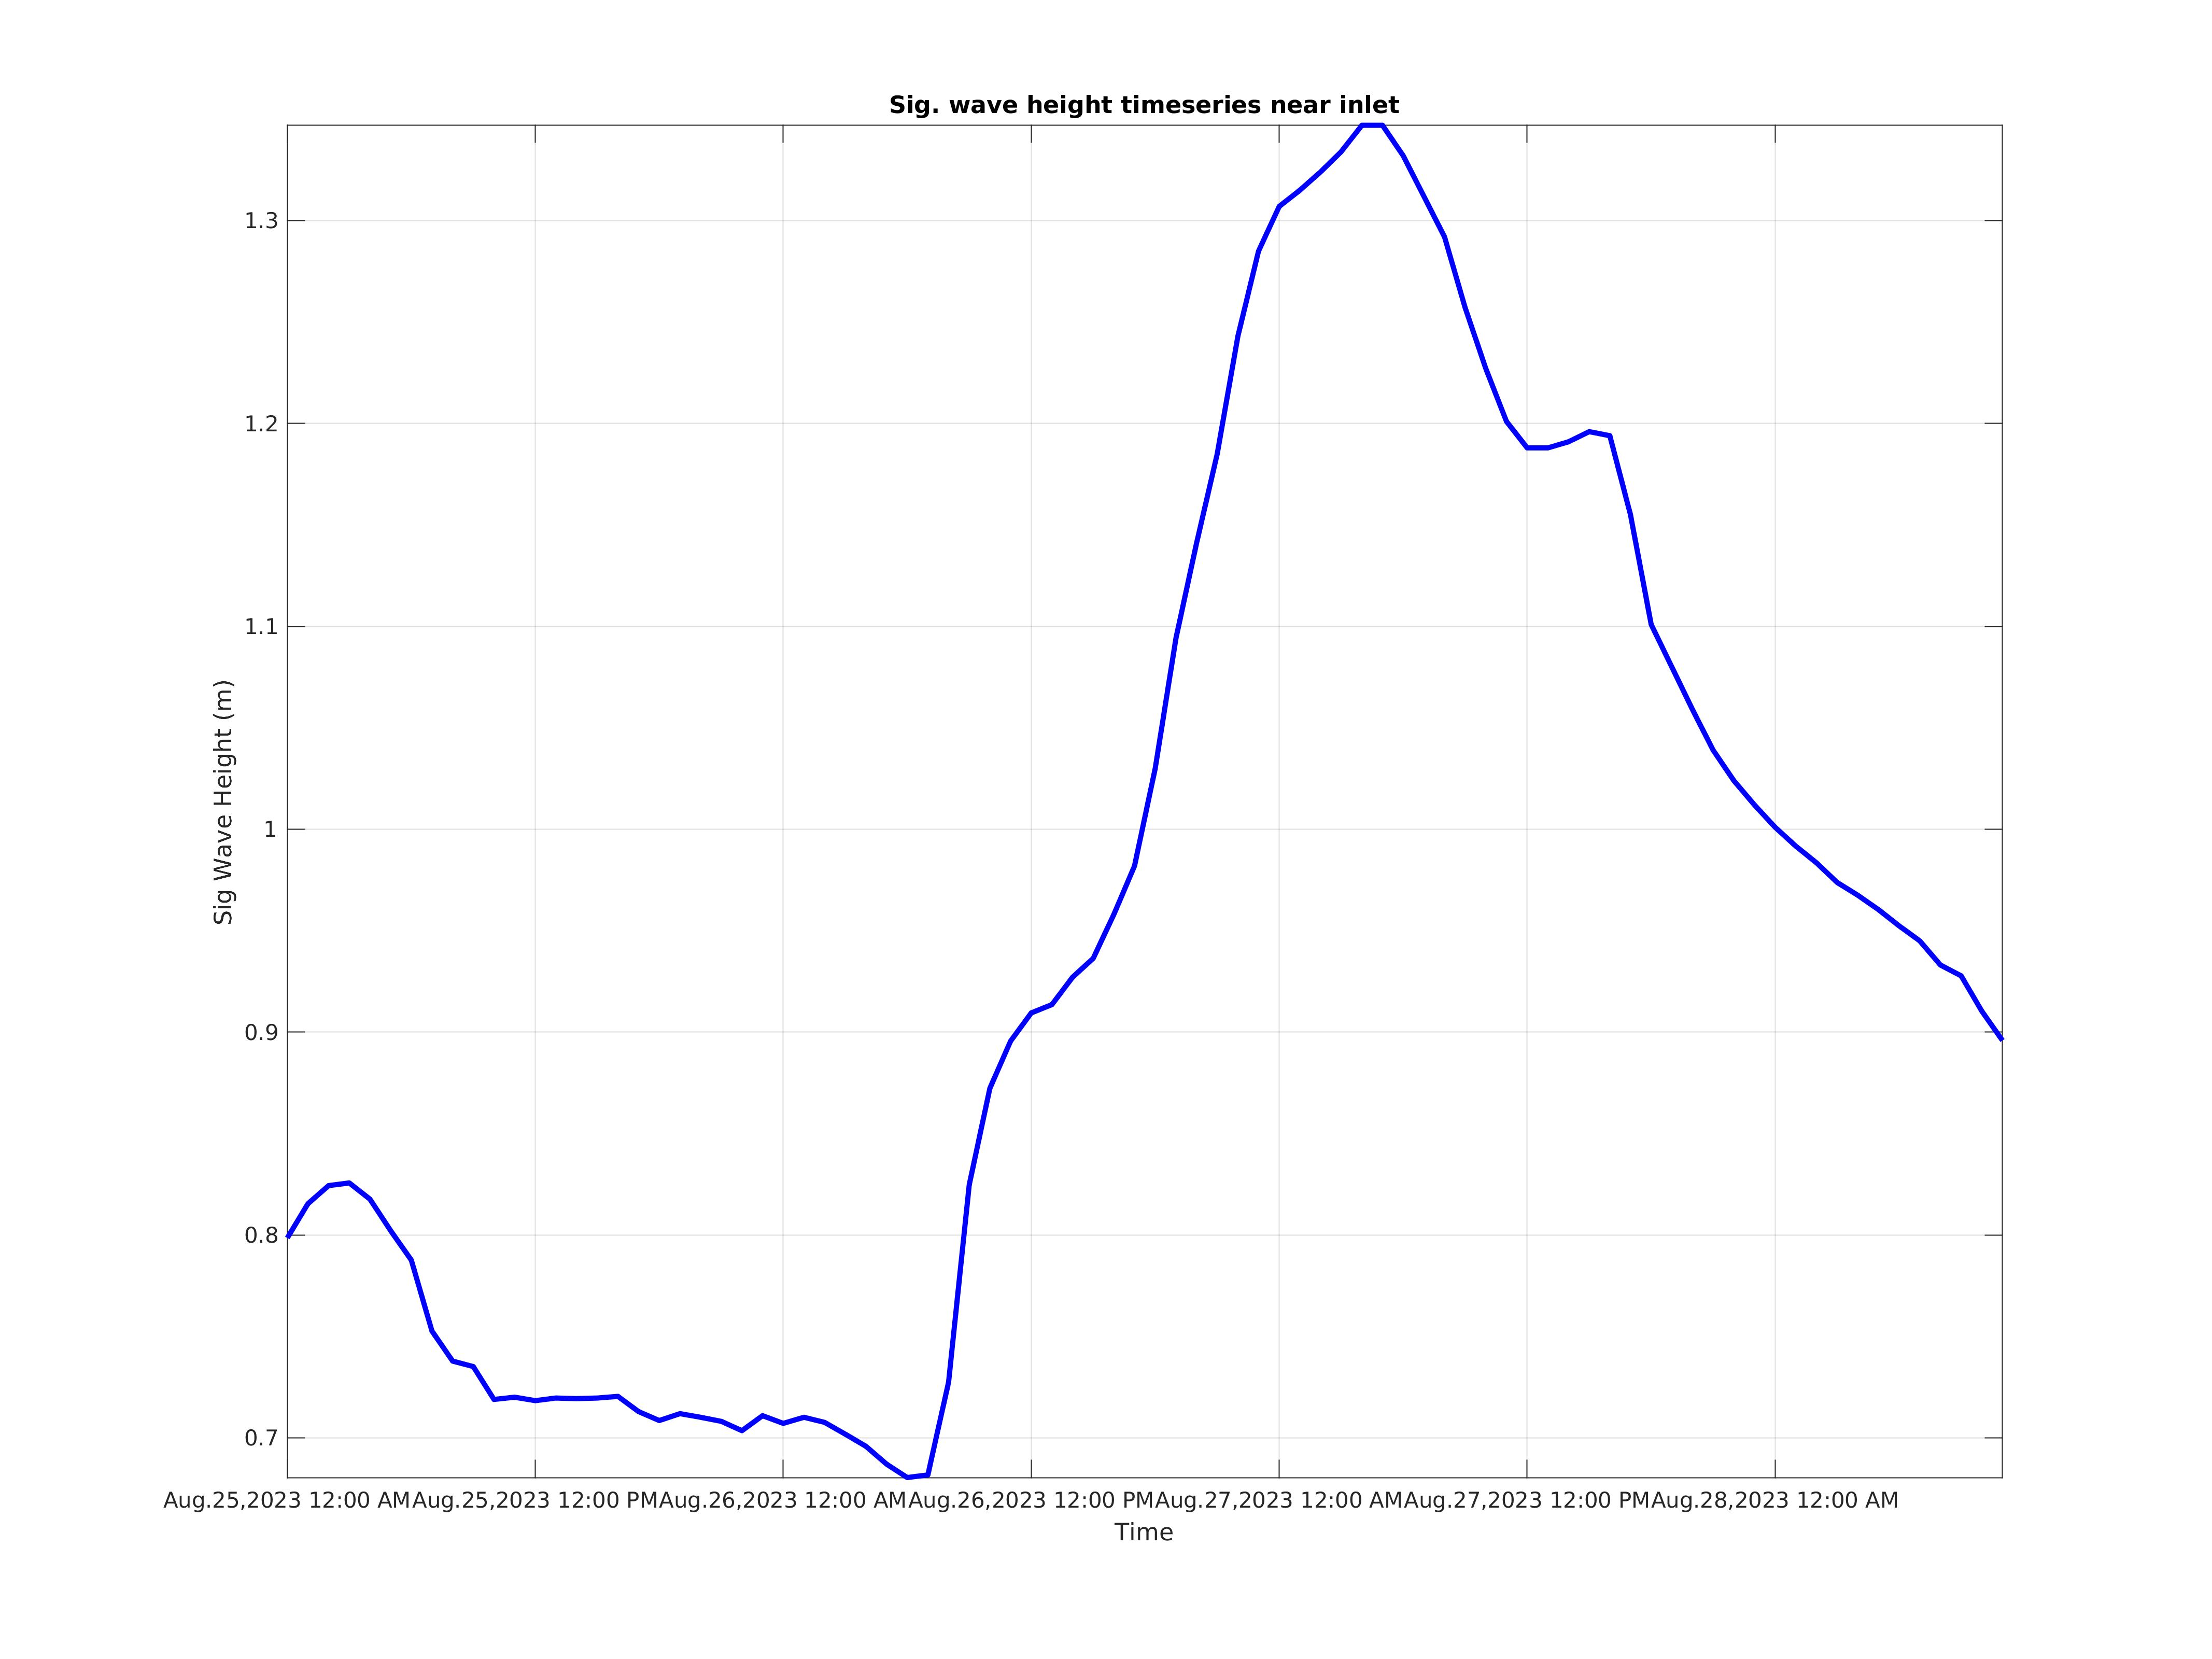 Sig. wave height timeseries near inlet
1.3
1.2
1.1
1
0.9
0.8
0.7
Sig Wave Height (m)
Aug.25,2023 12:00 AM Aug.25,2023 12:00 PM Aug.26,2023 12:00 AM Aug.26,2023 12:00 PM Aug.27,2023 12:00 AM Aug.27,2023 12:00 PM Aug.28,2023 12:00 AM
Time